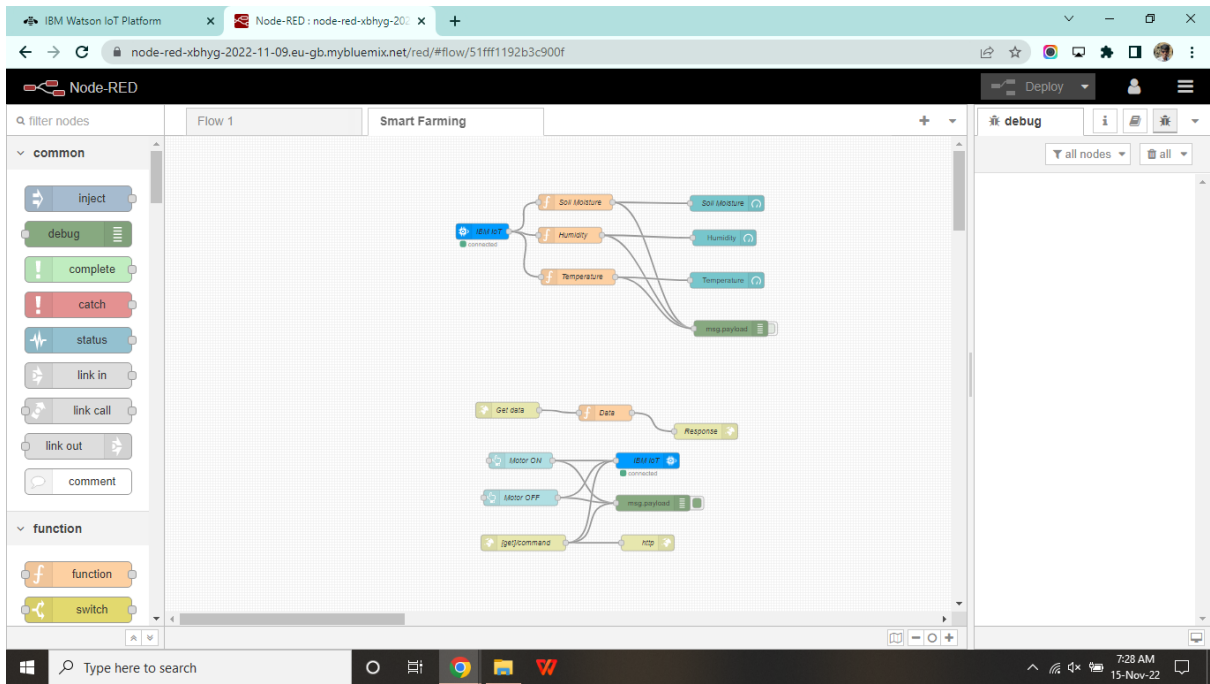 IBM Watson IoT Platform
Node-RED : node-red-xbhyg-202
node-red-xbhyg-2022-11-09.eu-gb.mybluemix.net/red/#flow/51fff1192b3c900f
Node-RED
Deploy
filter nodes
Flow 1
Smart Farming
debug
i
common
all nodes
all
inject
debug
complete
catch
status
link in
link call
link out
comment
function
function
switch
Soil Moisture
Soil Moisture
IBM IoT
connected
Humidity
Humidity
Temperature
Temperature
msg.payload
Get data
Data
Response
Motor ON
IBM IoT
connected
Motor OFF
msg.payload
[get]/command
http
Type here to search
7:28 AM
15-Nov-22